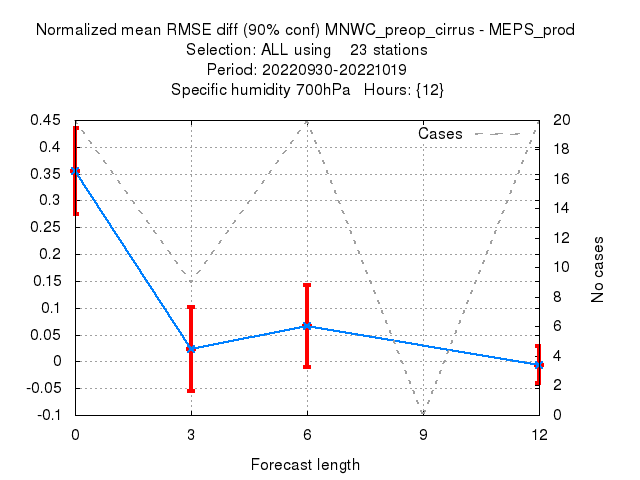 Normalized mean RMSE diff (90% conf) MNWC_preop_cirrus - MEPS_prod
Selection: ALL using    23 stations
Period: 20220930-20221019
Specific humidity 700hPa   Hours: {12}
Cases
0.45
0.4
0.35
0.3
0.25
0.2
0.15
0.1
0.05
0
-0.05
-0.1
20
18
16
14
12
10
8
6
4
2
0
No cases
0 3 6 9 12
Forecast length